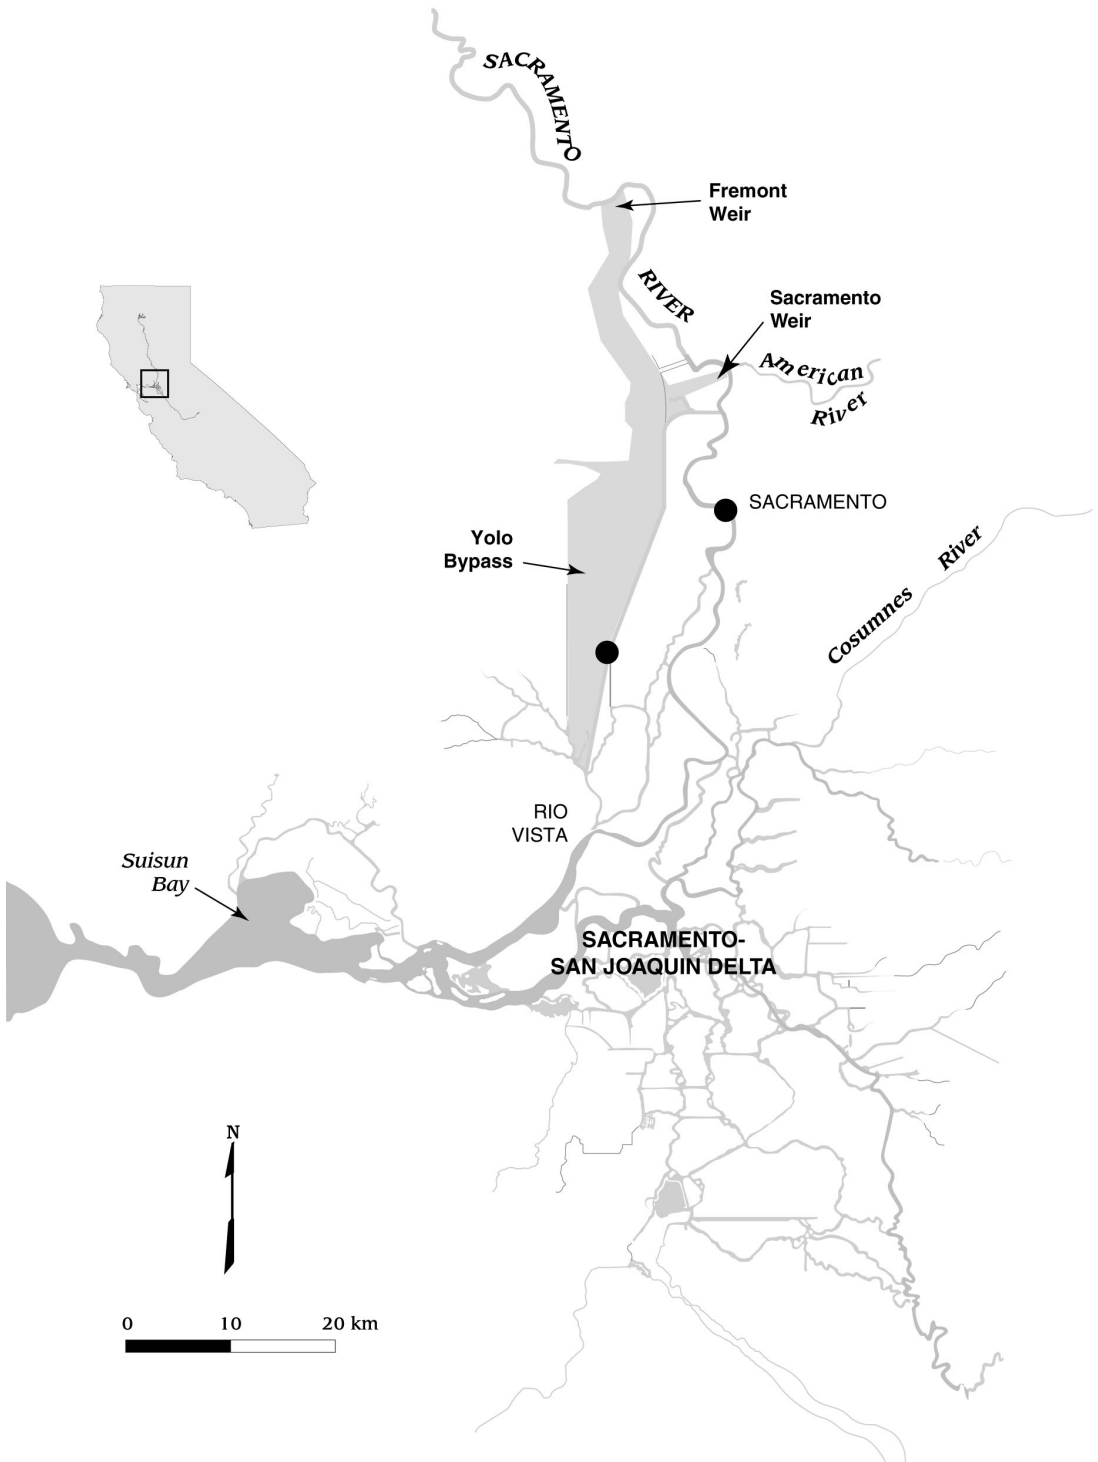 SACRAMENTO
Fremont
Weir
RIVER
Sacramento
Weir
American
River
SACRAMENTO
Yolo
Bypass
Cosumnes River
RIO
VISTA
Suisun
Bay
SACRAMENTO-
SAN JOAQUIN DELTA
N
0 10 20 km